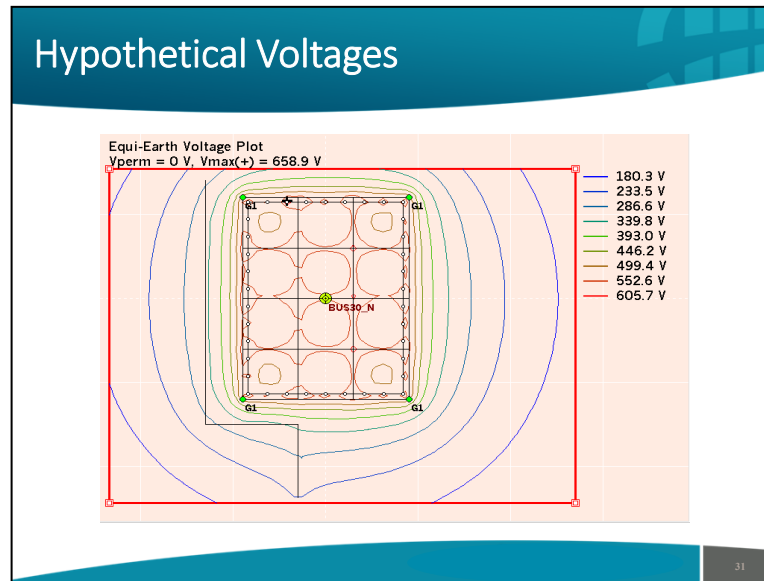 Hypothetical Voltages
Equi-Earth Voltage Plot
Vperm = 0 V, Vmax(+) = 658.9 V
180.3 V
233.5 V
286.6 V
339.8 V
393.0 V
446.2 V
499.4 V
552.6 V
605.7 V
G1
G1
BUS30_N
G1
G1
31